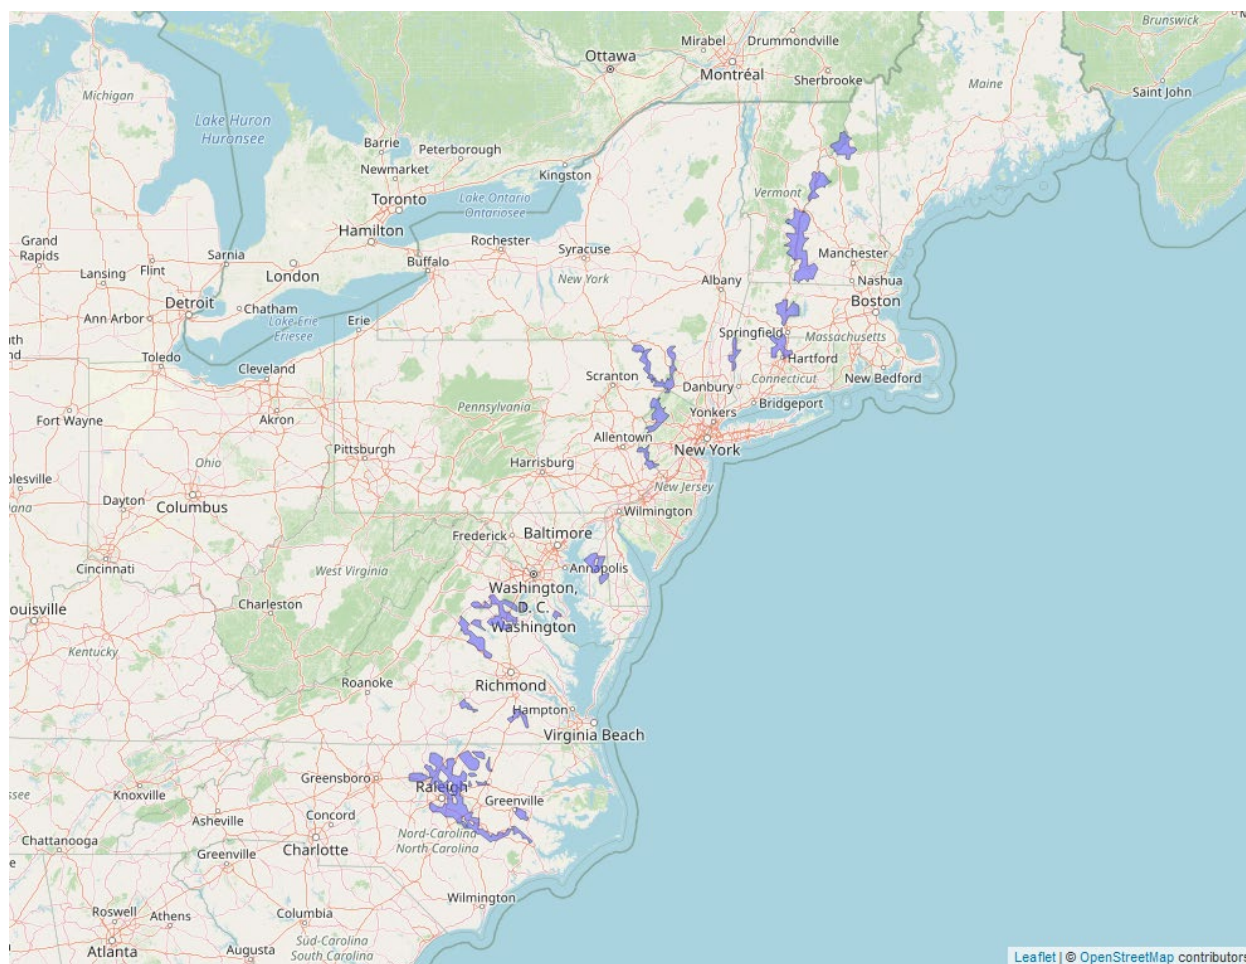 Brunswick
Mirabel
Drummondville
Ottawa
Montréal
Sherbrooke
Maine
Saint John
Michigan
Lake Huron
Huronsee
Barrie
Peterborough
Newmarket
Kingston
Toronto
Lake Ontario
Ontariosee
Vermont
Hamilton
Rochester
Syracuse
Grand
Rapids
Sarnia
Buffalo
Manchester
Lansing
Flint
London
New York
Albany
Nashua
Detroit
Boston
Ann Arbor
Chatham
Lake Erie
Eriesee
Erie
Springfield
Massachusetts
Toledo
Hartford
Cleveland
Scranton
Danbury
Connecticut
New Bedford
Fort Wayne
Akron
Pennsylvania
Yonkers
Bridgeport
Allentown
New York
Pittsburgh
Ohio
Harrisburg
Dayton
Columbus
New Jersey
Wilmington
Frederick
Baltimore
Cincinnati
West Virginia
Annapolis
Washington,
D. C.
Washington
ouisville
Charleston
Kentucky
Roanoke
Richmond
Hampton
Virginia Beach
Greensboro
Raleigh
Knoxville
Greenville
Asheville
Concord
Nord-Carolina
North Carolina
Chattanooga
Greenville
Charlotte
Wilmington
Roswell
Athens
Columbia
Atlanta
Augusta
Süd-Carolina
South Carolina
Leaflet | © OpenStreetMap contributors